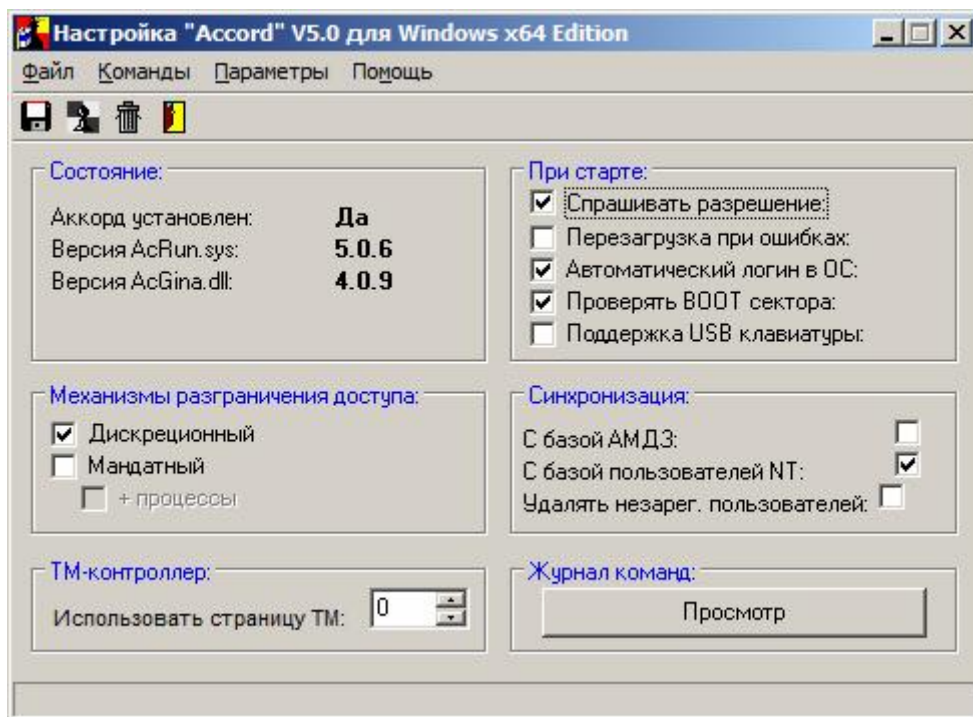 Настройка "Accord" V5.0 для Windows x64 Edition
Файл Команды Параметры Помощь
Состояние:
Аккорд установлен: Да
Версия AcRun.sys: 5.0.6
Версия AcGina.dll: 4.0.9
При старте:
Спрашивать разрешение:
Перезагрузка при ошибках:
Автоматический логин в ОС:
Проверять BOOT сектора:
Поддержка USB клавиатуры:
Механизмы разграничения доступа:
Дискреционный
Мандатный
+ процессы
Синхронизация:
С базой АМДЗ:
С базой пользователей NT:
Удалять незарег. пользователей:
ТМ-контроллер:
Использовать страницу ТМ: 0
Журнал команд:
Просмотр